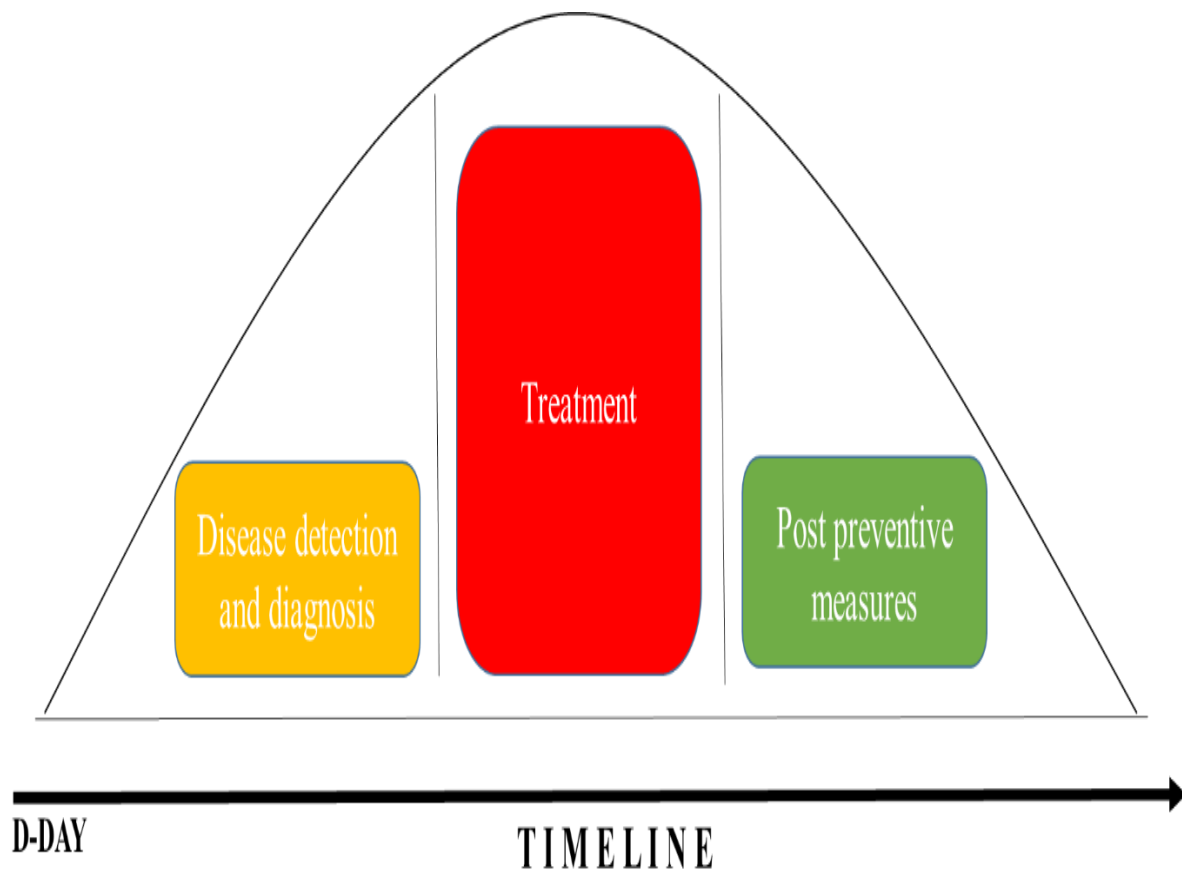 Treatment
Disease detection
and diagnosis
Post preventive
measures
D-DAY
TIMELINE